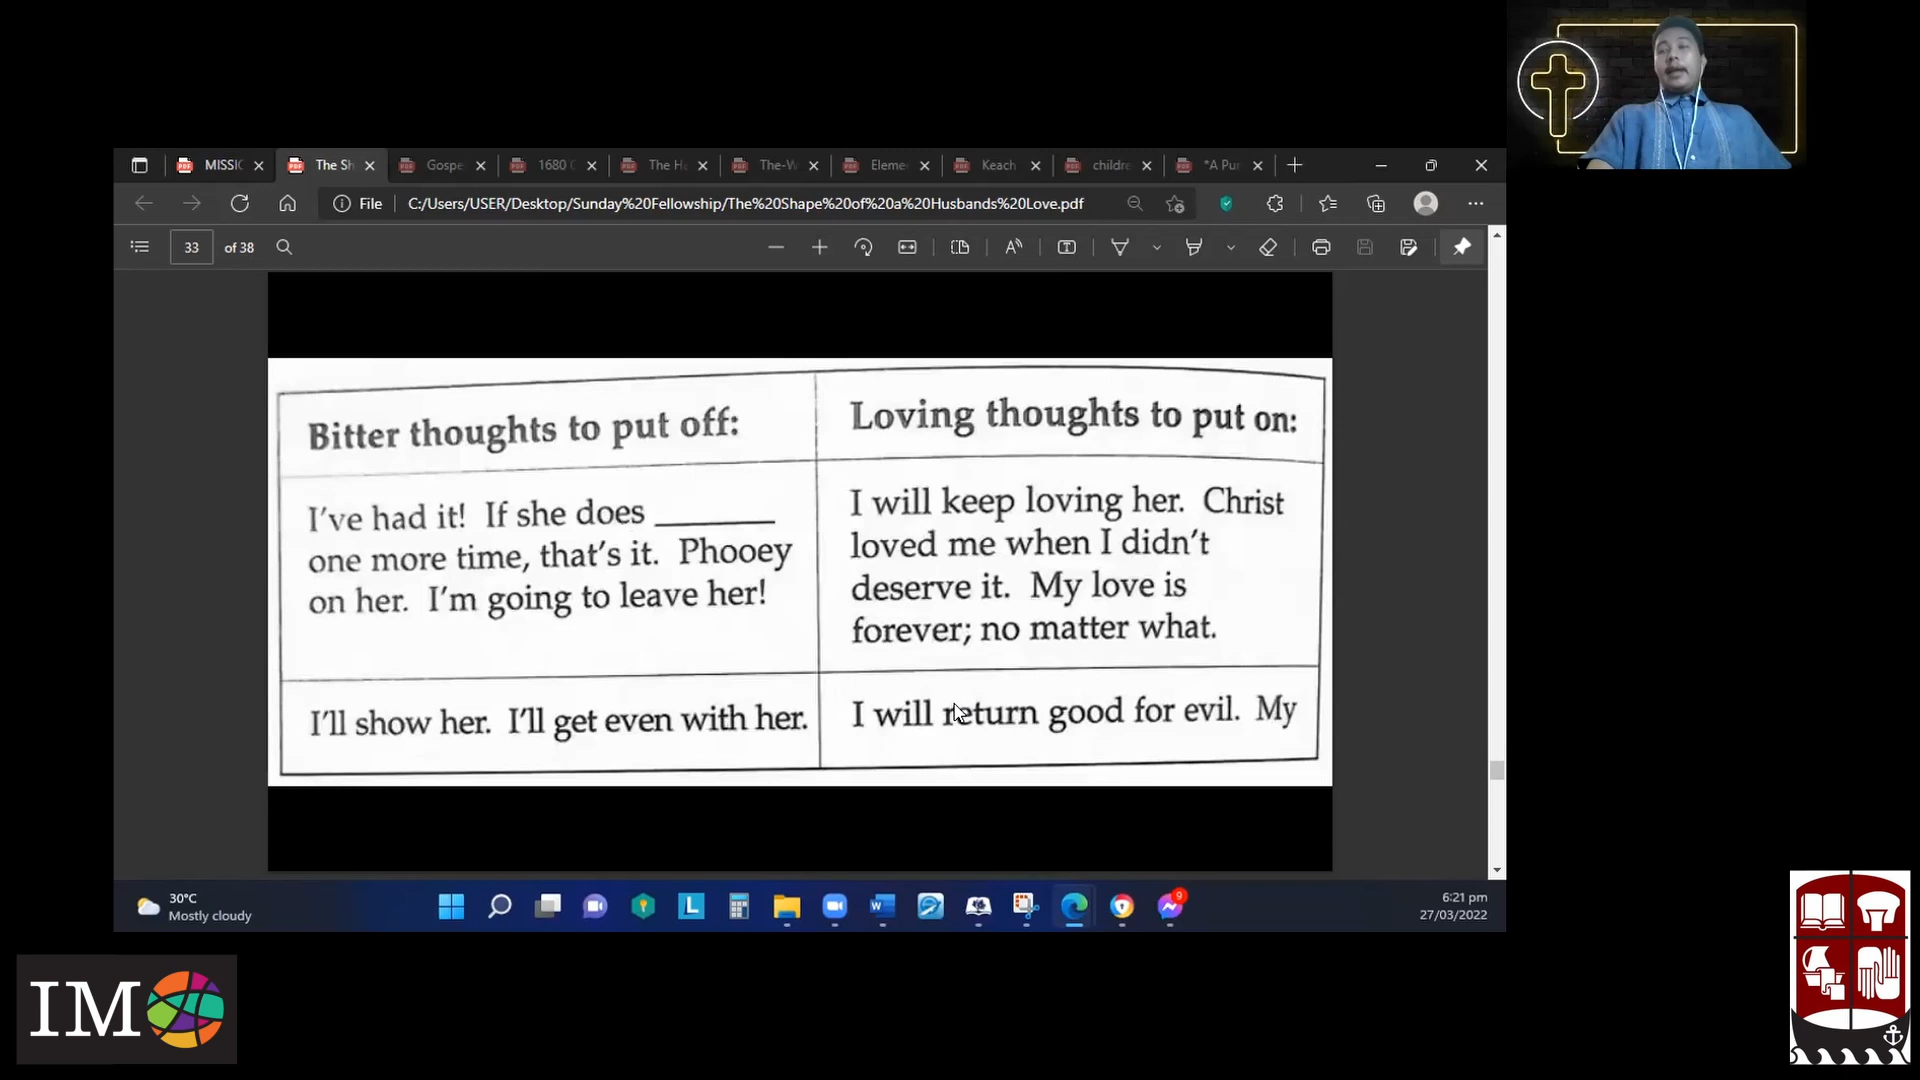 MISSIC
The Sh
Gospe
1680
The H
The-W
Eleme
Keach
childr
*A Pu
File
C:/Users/USER/Desktop/Sunday%20Fellowship/The%20Shape%20of%20a%20Husbands%20Love.pdf
33 of 38
Bitter thoughts to put off:
I've had it! If she does ________
one more time, that's it. Phooey
on her. I'm going to leave her!
I'll show her. I'll get even with her.
Loving thoughts to put on:
I will keep loving her. Christ
loved me when I didn't
deserve it. My love is
forever; no matter what.
I will return good for evil. My
30°C
Mostly cloudy
L
W
9
6:21 pm
27/03/2022
IM